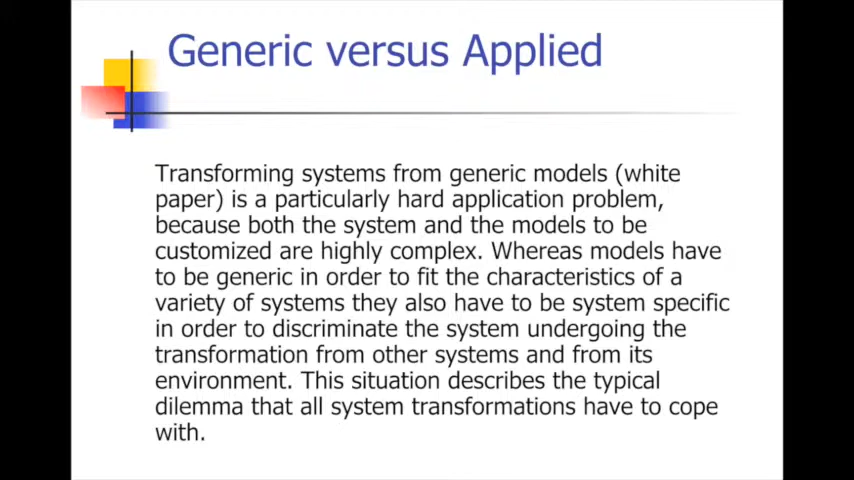 Generic versus Applied
Transforming systems from generic models (white
paper) is a particularly hard application problem,
because both the system and the models to be
customized are highly complex. Whereas models have
to be generic in order to fit the characteristics of a
variety of systems they also have to be system specific
in order to discriminate the system undergoing the
transformation from other systems and from its
environment. This situation describes the typical
dilemma that all system transformations have to cope
with.